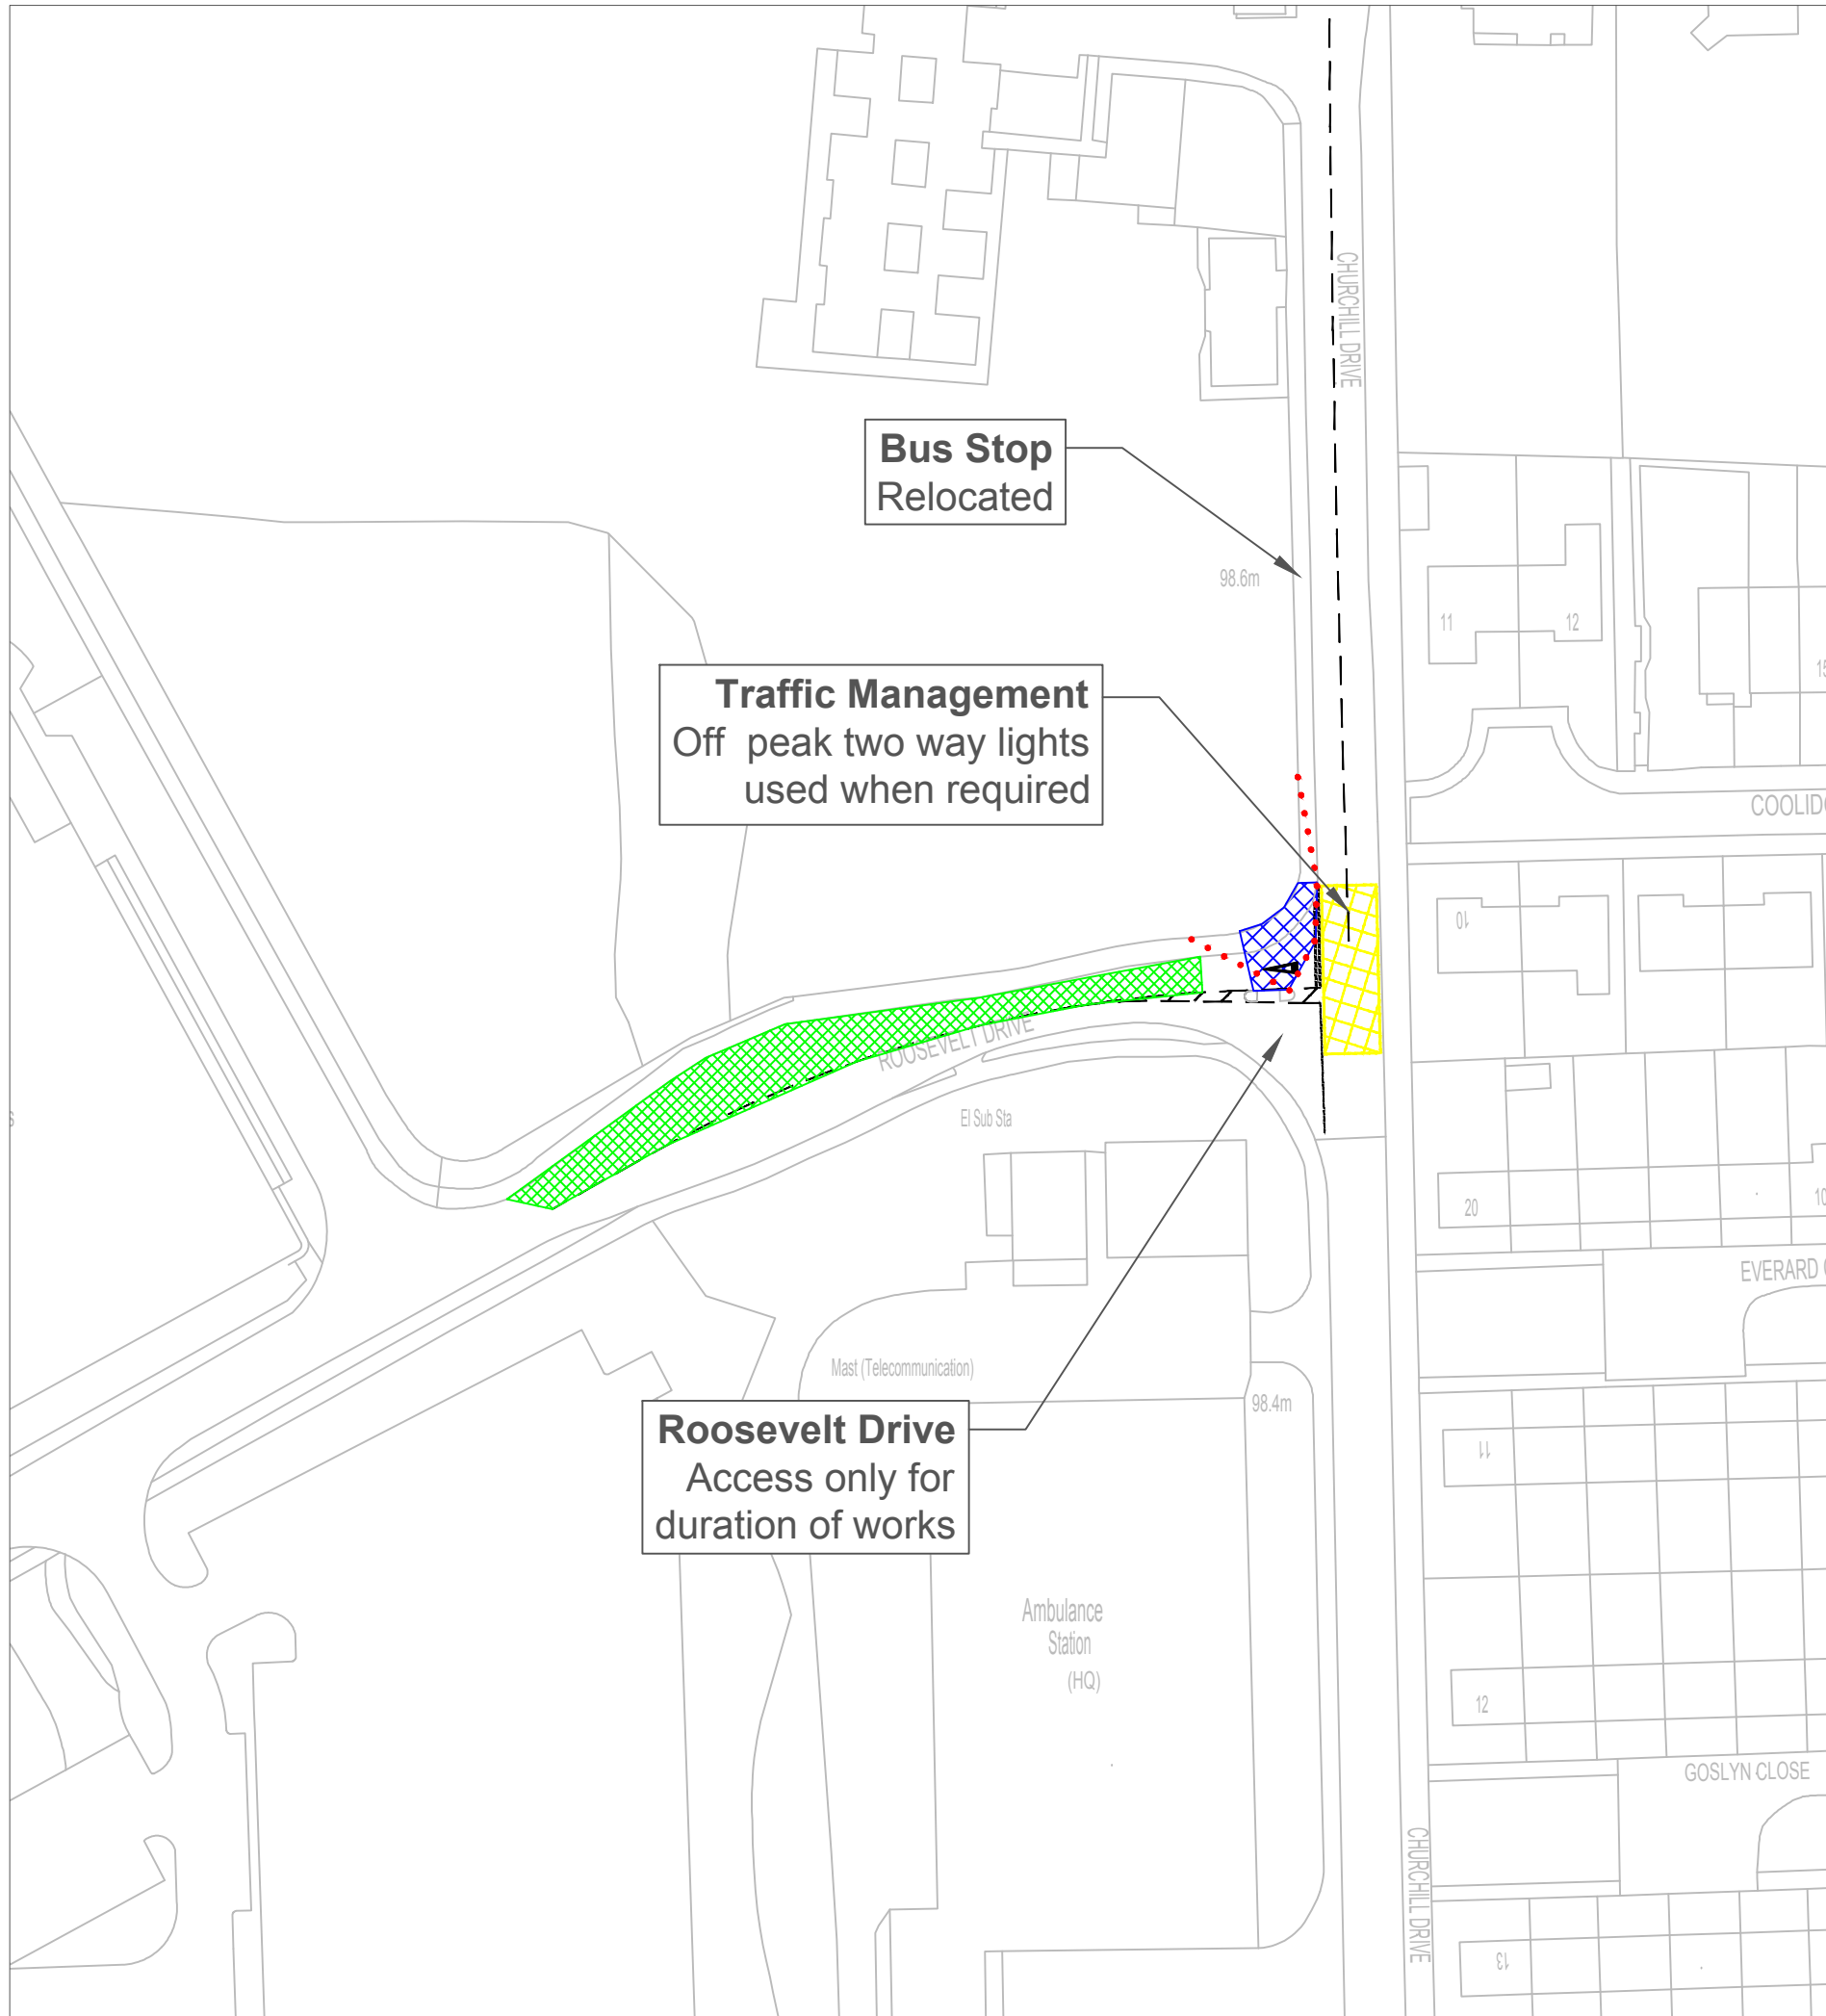 CHURCHILL DRIVE
Bus Stop
Relocated
98.6m
11
12
Traffic Management
Off peak two way lights
used when required
10
ROOSEVELT DRIVE
El Sub Sta
20
10
EVERARD
Mast (Telecommunication)
98.4m
Roosevelt Drive
Access only for
duration of works
11
Ambulance
Station
(HQ)
12
GOSLYN CLOSE
CHURCHILL DRIVE
13